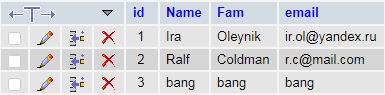 id Name Fam email
1 Ira Oleynik ir.ol@yandex.ru
2 Ralf Coldman r.c@mail.com
3 bang bang bang